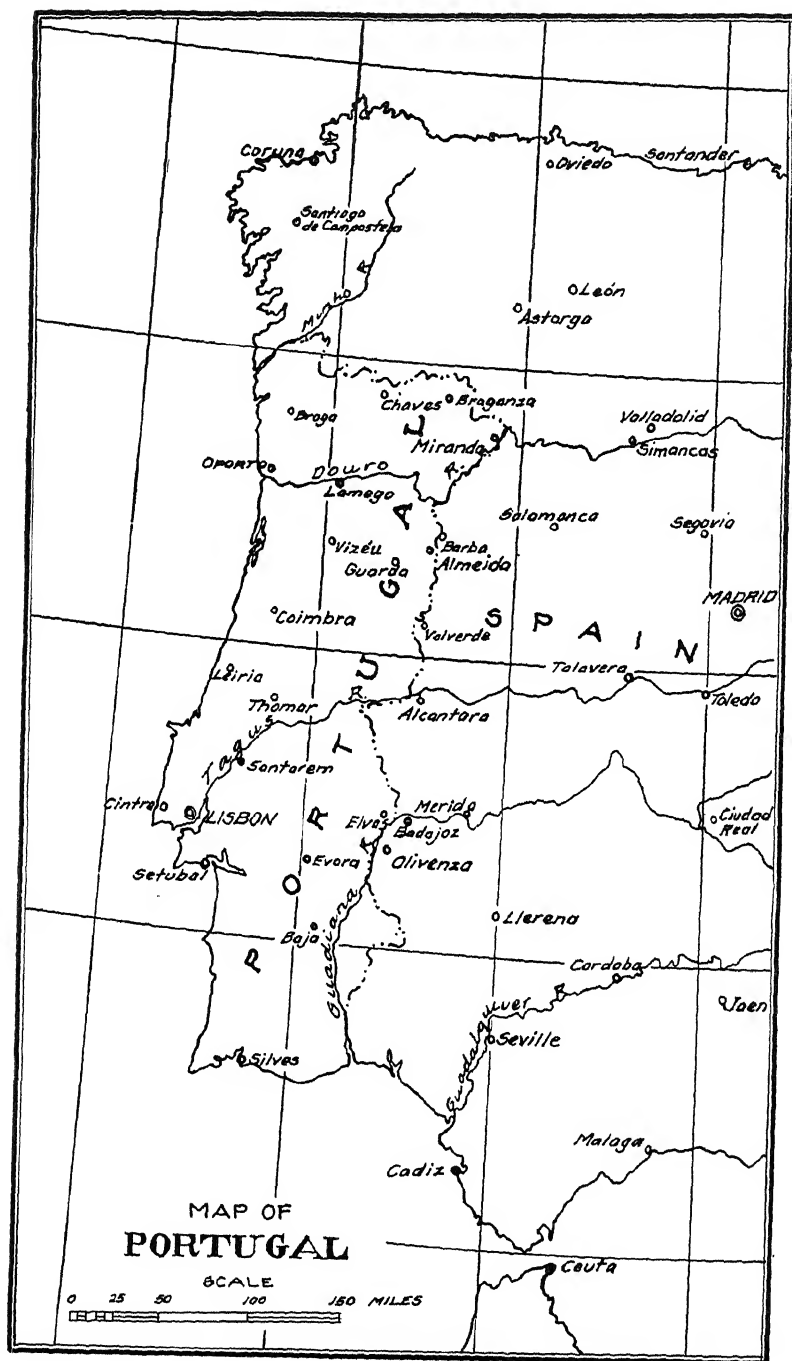 Coruna
Oviedo
Santander
Santiago
de Campostela
Minho R
León
Astorga
Chaves
Braganza
Braga
Miranda
Valladolid
Simancas
OPORTO
Douro R.
Lamego
Salamanca
Segovia
Vizéu
Barba
Guarda
Almeida
MADRID
Coimbra
Valverde
SPAIN
Leiria
Talavera
Thomar
Alcantara
Toledo
Tagus R
Santarem
Cintra
LISBON
Elvas
Merida
Badajoz
Ciudad
Real
Setubal
Evora
Olivenza
PORTUGAL
Baja
Guadiana R
Llerena
Cordoba
Jaen
Guadalquiver R
Seville
Silves
Malaga
Cadiz
Ceuta
MAP OF
PORTUGAL
SCALE
0 25 50 100 150 MILES